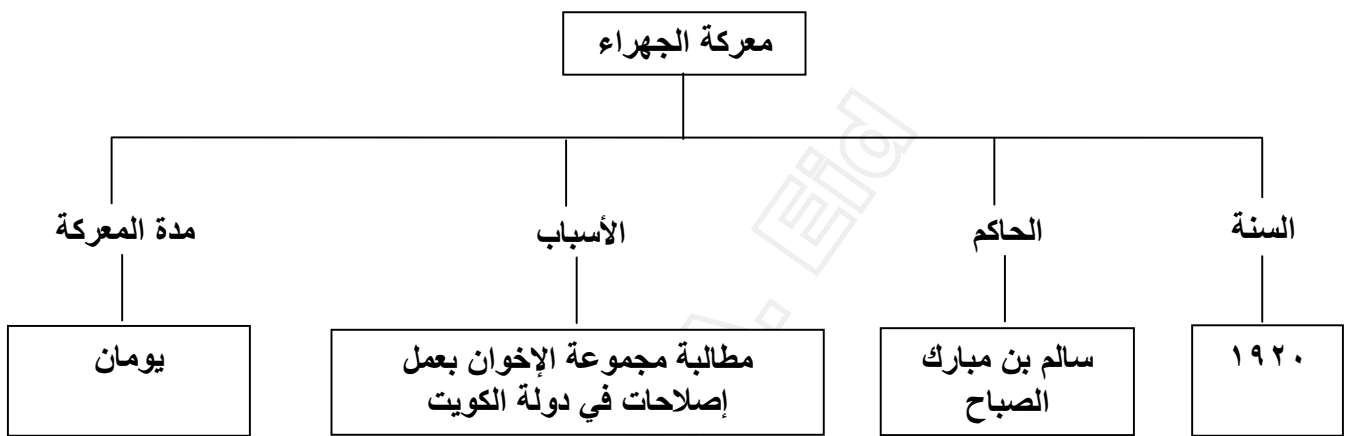 معركة الجهراء
السنة
الحاكم
الأسباب
مدة المعركة
١٩٢٠
سالم بن مبارك
الصباح
مطالبة مجموعة الإخوان بعمل
إصلاحات في دولة الكويت
يومان
A. Eid